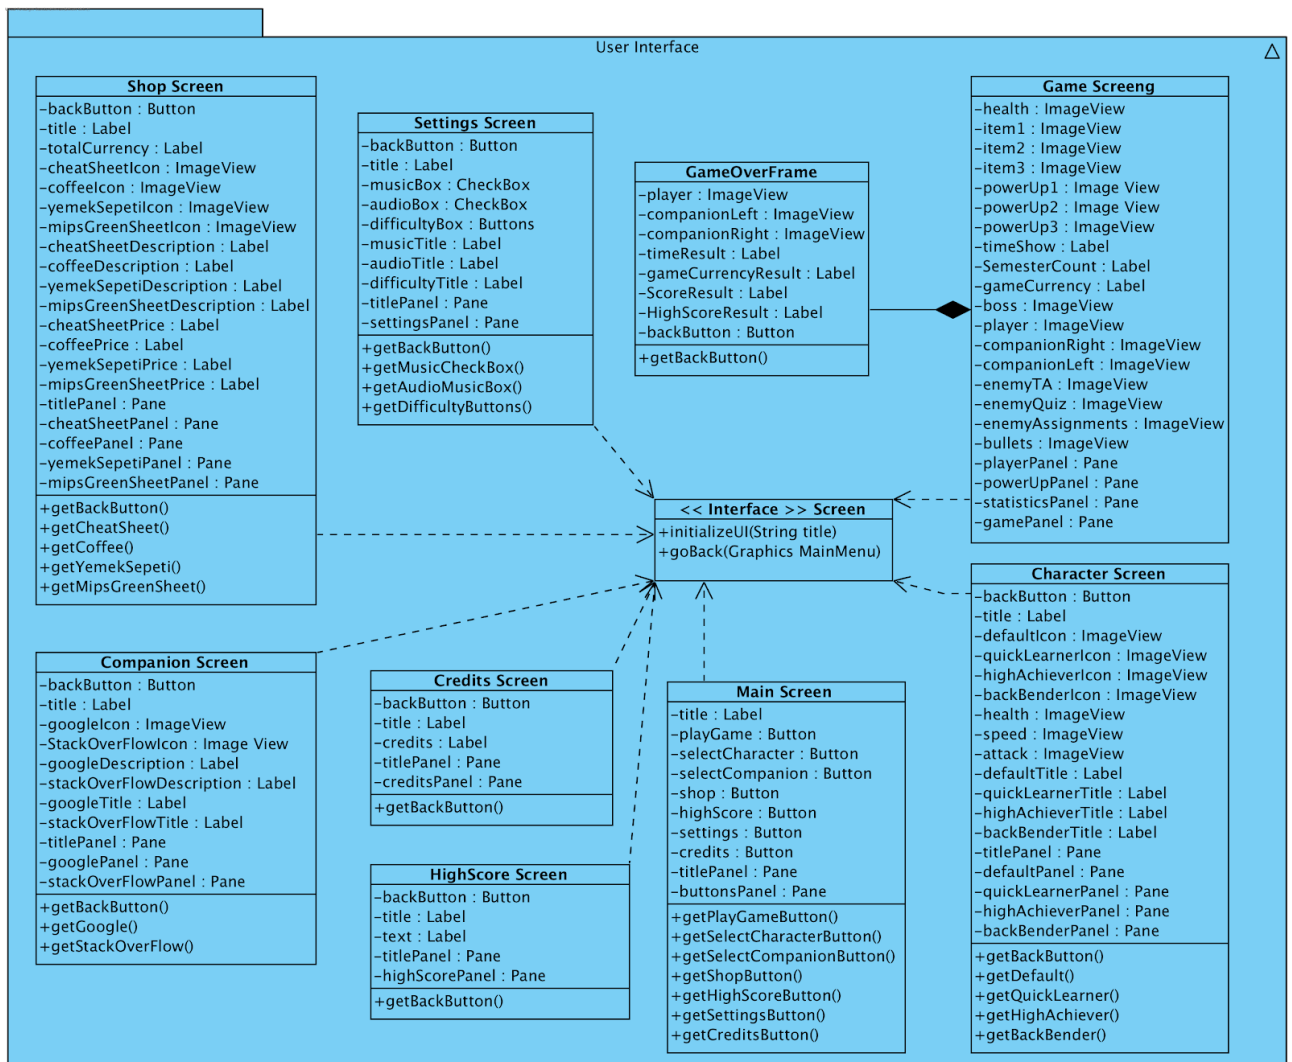 User Interface
Shop Screen
-backButton : Button
-title : Label
-totalCurrency : Label
-cheatSheetIcon : ImageView
-coffeeIcon : ImageView
-yemekSepetiIcon : ImageView
-mipsGreenSheetIcon : ImageView
-cheatSheetDescription : Label
-coffeeDescription : Label
-yemekSepetiDescription : Label
-mipsGreenSheetDescription : Label
-cheatSheetPrice : Label
-coffeePrice : Label
-yemekSepetiPrice : Label
-mipsGreenSheetPrice : Label
-titlePanel : Pane
-cheatSheetPanel : Pane
-coffeePanel : Pane
-yemekSepetiPanel : Pane
-mipsGreenSheetPanel : Pane
+getBackButton()
+getCheatSheet()
+getCoffee()
+getYemekSepeti()
+getMipsGreenSheet()
Settings Screen
-backButton : Button
-title : Label
-musicBox : CheckBox
-audioBox : CheckBox
-difficultyBox : Buttons
-musicTitle : Label
-audioTitle : Label
-difficultyTitle : Label
-titlePanel : Pane
-settingsPanel : Pane
+getBackButton()
+getMusicCheckBox()
+getAudioMusicBox()
+getDifficultyButtons()
GameOverFrame
-player : ImageView
-companionLeft : ImageView
-companionRight : ImageView
-timeResult : Label
-gameCurrencyResult : Label
-ScoreResult : Label
-HighScoreResult : Label
-backButton : Button
+getBackButton()
Game Screeng
-health : ImageView
-item1 : ImageView
-item2 : ImageView
-item3 : ImageView
-powerUp1 : Image View
-powerUp2 : Image View
-powerUp3 : ImageView
-timeShow : Label
-SemesterCount : Label
-gameCurrency : Label
-boss : ImageView
-player : ImageView
-companionRight : ImageView
-companionLeft : ImageView
-enemyTA : ImageView
-enemyQuiz : ImageView
-enemyAssignments : ImageView
-bullets : ImageView
-playerPanel : Pane
-powerUpPanel : Pane
-statisticsPanel : Pane
-gamePanel : Pane
<< Interface >> Screen
+initializeUI(String title)
+goBack(Graphics MainMenu)
Companion Screen
-backButton : Button
-title : Label
-googleIcon : ImageView
-StackOverFlowIcon : Image View
-googleDescription : Label
-stackOverFlowDescription : Label
-googleTitle : Label
-stackOverFlowTitle : Label
-titlePanel : Pane
-googlePanel : Pane
-stackOverFlowPanel : Pane
+getBackButton()
+getGoogle()
+getStackOverFlow()
Credits Screen
-backButton : Button
-title : Label
-credits : Label
-titlePanel : Pane
-creditsPanel : Pane
+getBackButton()
HighScore Screen
-backButton : Button
-title : Label
-text : Label
-titlePanel : Pane
-highScorePanel : Pane
+getBackButton()
Main Screen
-title : Label
-playGame : Button
-selectCharacter : Button
-selectCompanion : Button
-shop : Button
-highScore : Button
-settings : Button
-credits : Button
-titlePanel : Pane
-buttonsPanel : Pane
+getPlayGameButton()
+getSelectCharacterButton()
+getSelectCompanionButton()
+getShopButton()
+getHighScoreButton()
+getSettingsButton()
+getCreditsButton()
Character Screen
-backButton : Button
-title : Label
-defaultIcon : ImageView
-quickLearnerIcon : ImageView
-highAchieverIcon : ImageView
-backBenderIcon : ImageView
-health : ImageView
-speed : ImageView
-attack : ImageView
-defaultTitle : Label
-quickLearnerTitle : Label
-highAchieverTitle : Label
-backBenderTitle : Label
-titlePanel : Pane
-defaultPanel : Pane
-quickLearnerPanel : Pane
-highAchieverPanel : Pane
-backBenderPanel : Pane
+getBackButton()
+getDefault()
+getQuickLearner()
+getHighAchiever()
+getBackBender()